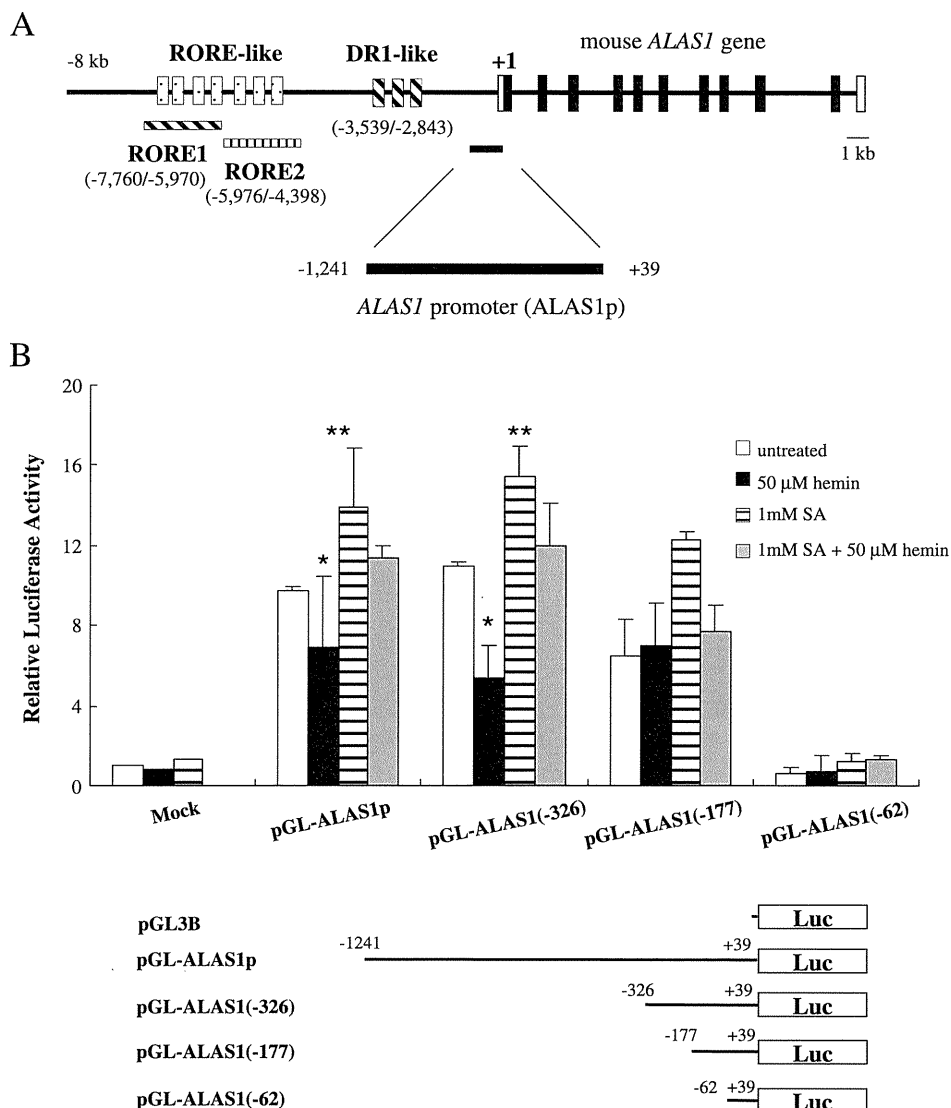 A
-8 kb
RORE-like
DR1-like
+1
mouse ALAS1 gene
(-3,539/-2,843)
1 kb
RORE1
(-7,760/-5,970)
RORE2
(-5,976/-4,398)
-1,241
+39
ALAS1 promoter (ALAS1p)
B
Relative Luciferase Activity
20
16
12
8
4
0
**
*
**
*
untreated
50 µM hemin
1mM SA
1mM SA + 50 µM hemin
Mock
pGL-ALAS1p
pGL-ALAS1(-326)
pGL-ALAS1(-177)
pGL-ALAS1(-62)
pGL3B
Luc
pGL-ALAS1p
-1241
+39
Luc
pGL-ALAS1(-326)
-326
+39
Luc
pGL-ALAS1(-177)
-177
+39
Luc
pGL-ALAS1(-62)
-62
+39
Luc